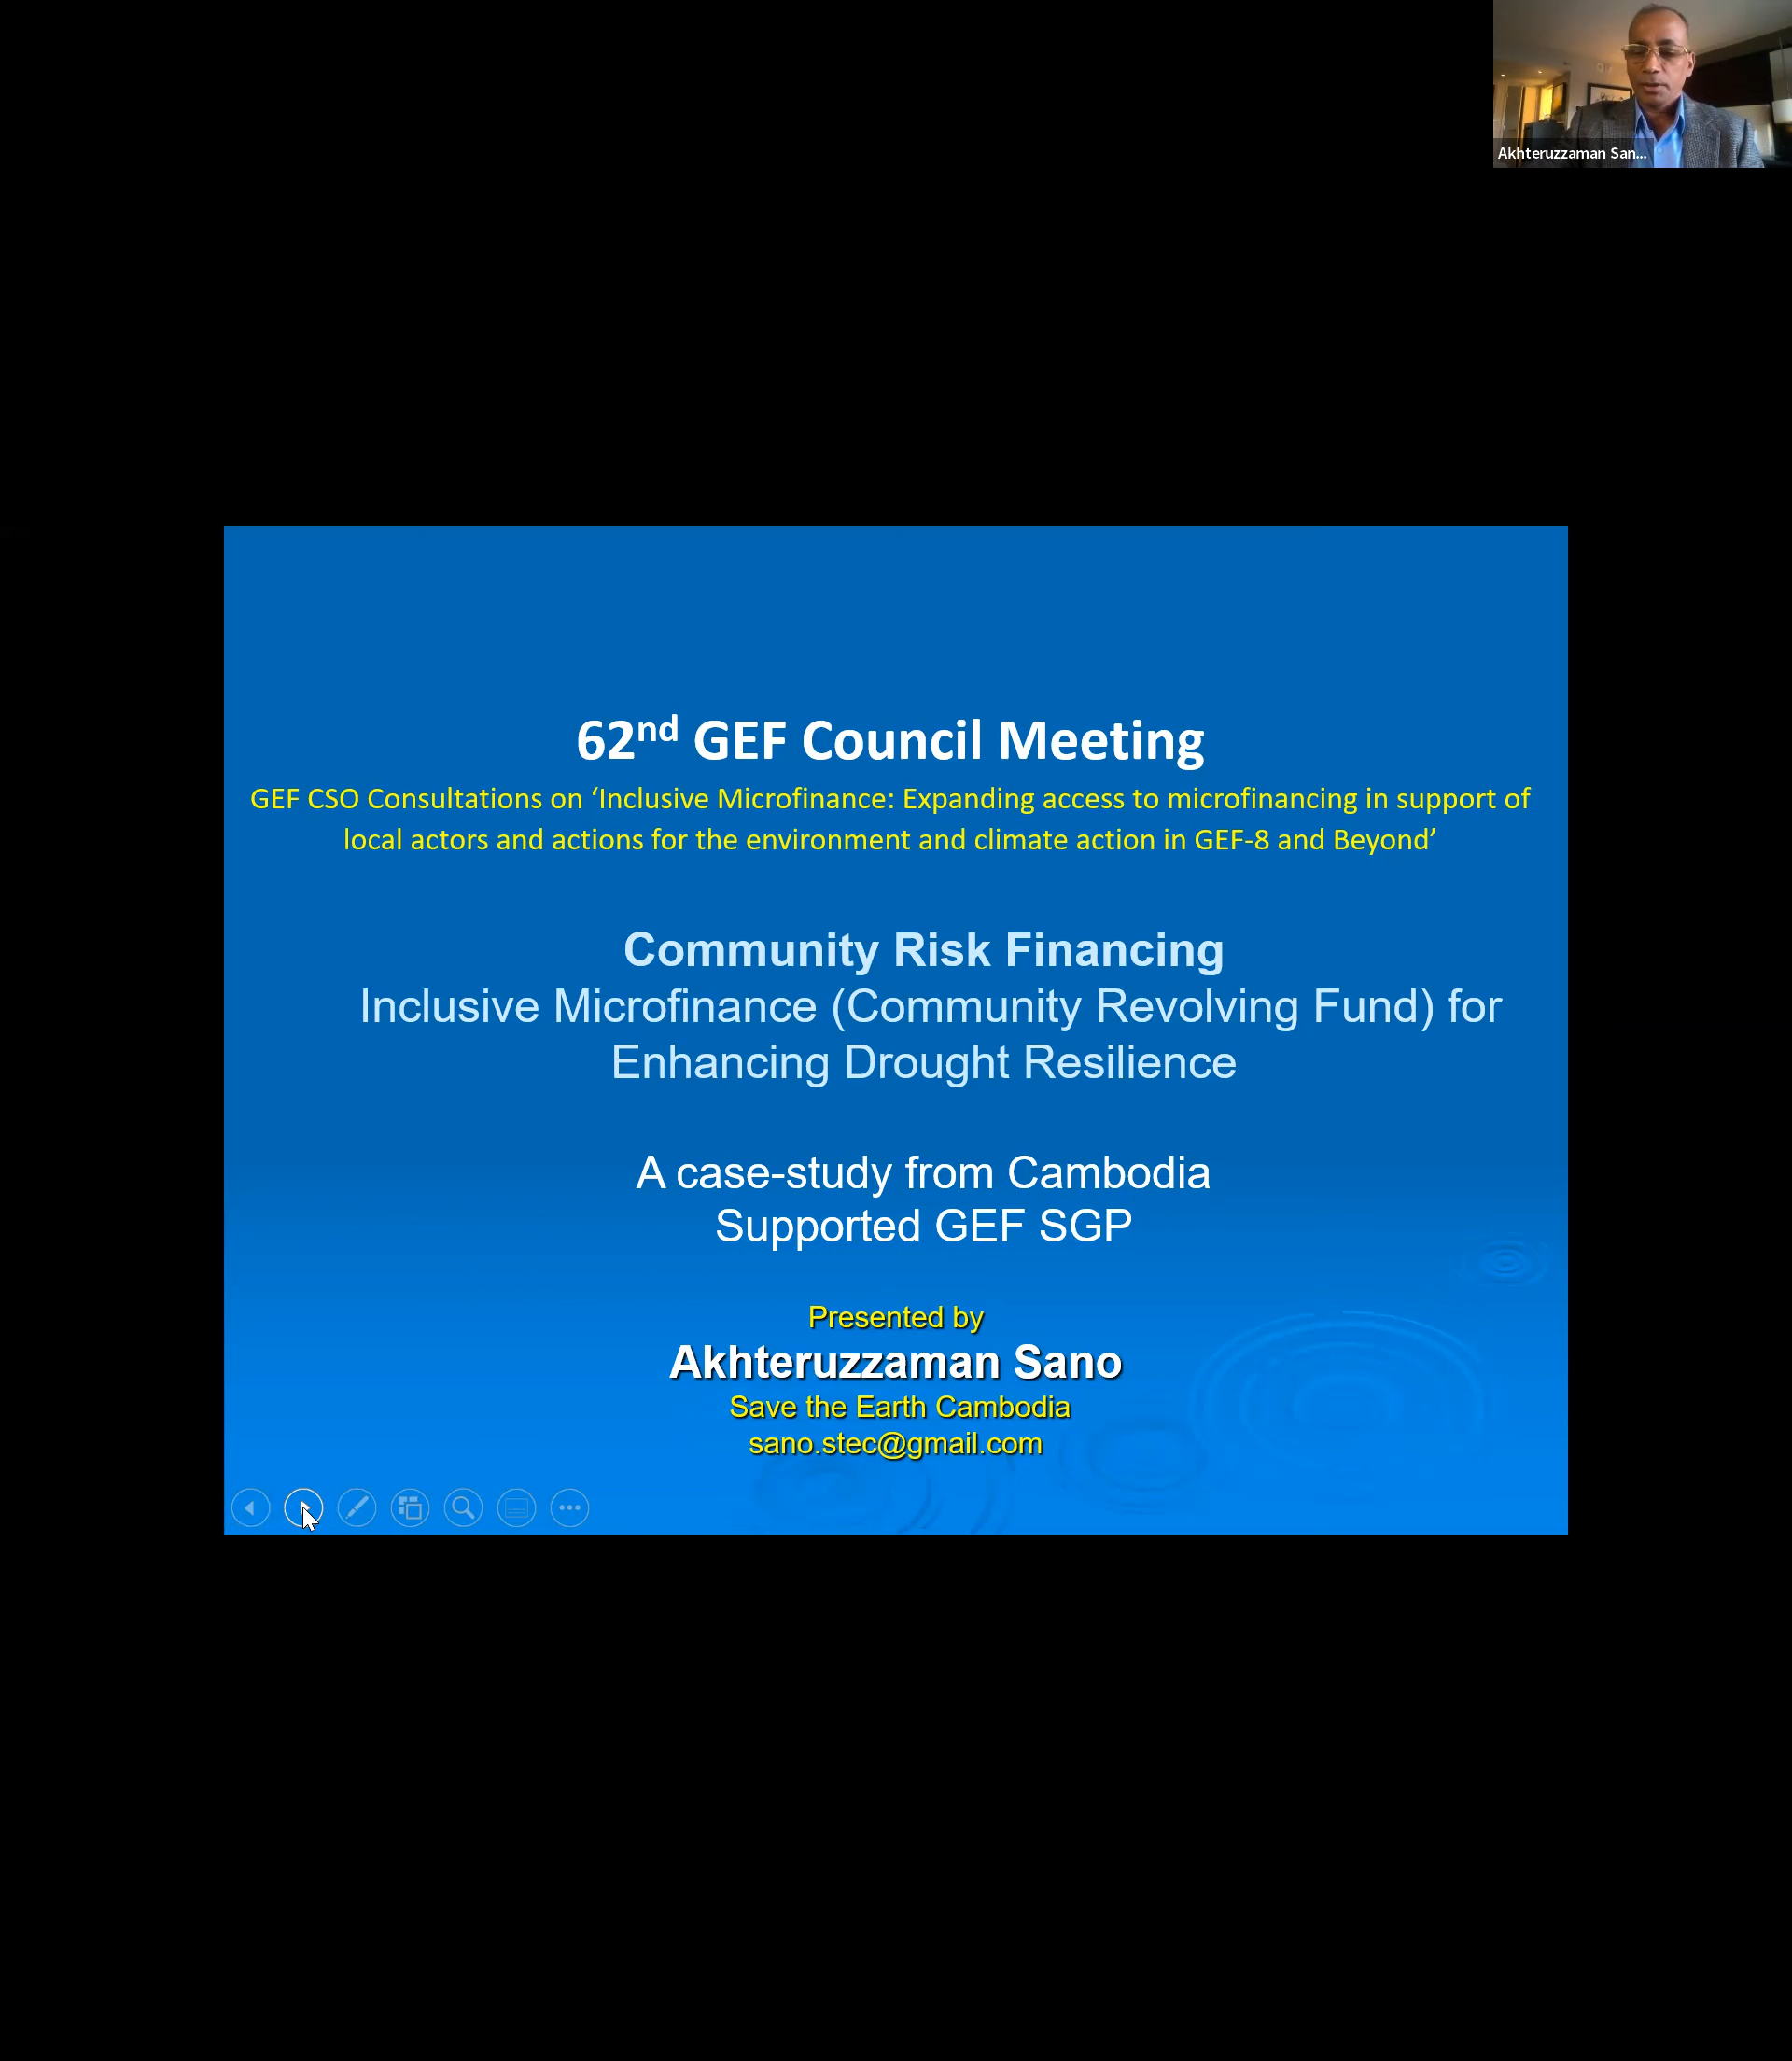 Akhteruzzaman San...
62nd GEF Council Meeting
GEF CSO Consultations on ‘Inclusive Microfinance: Expanding access to microfinancing in support of
local actors and actions for the environment and climate action in GEF-8 and Beyond’
Community Risk Financing
Inclusive Microfinance (Community Revolving Fund) for
Enhancing Drought Resilience
A case-study from Cambodia
Supported GEF SGP
Presented by
Akhteruzzaman Sano
Save the Earth Cambodia
sano.stec@gmail.com